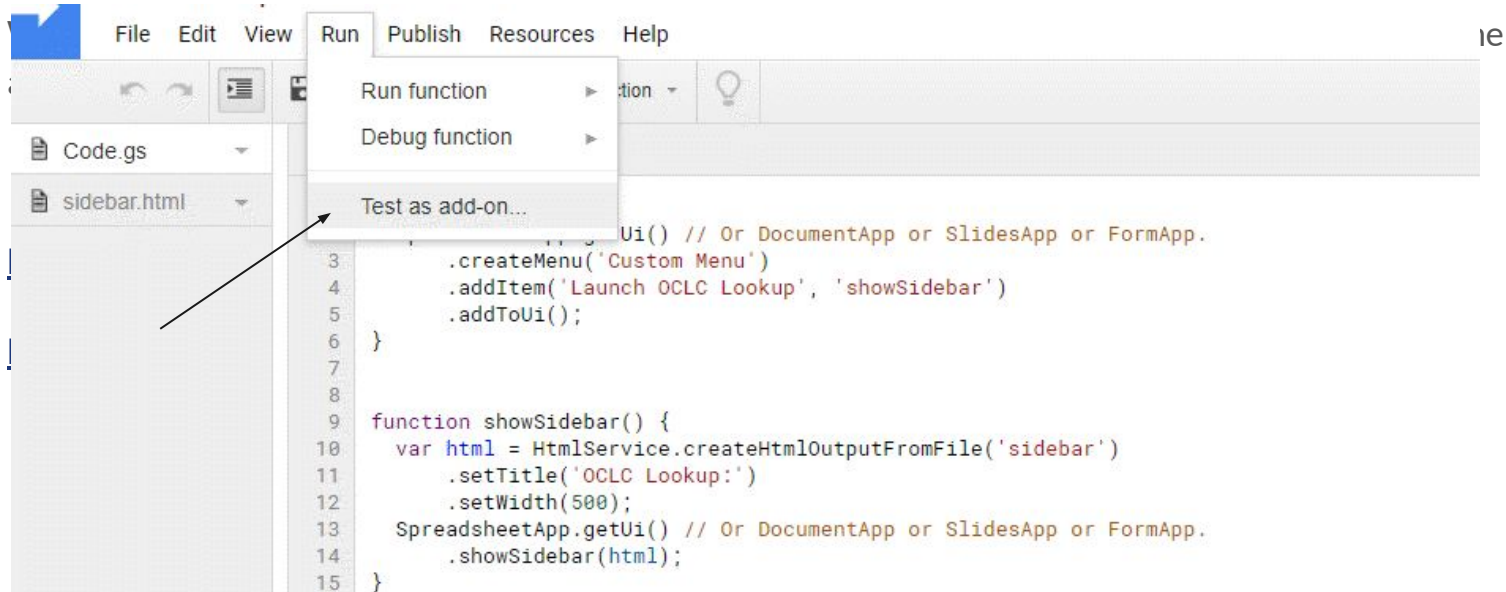 File Edit View Run Publish Resources Help
Run function
Debug function
Test as add-on...
Code.gs
sidebar.html
Ui() // Or DocumentApp or SlidesApp or FormApp.
3 .createMenu('Custom Menu')
4 .addItem('Launch OCLC Lookup', 'showSidebar')
5 .addToUi();
6 }
7
8
9 function showSidebar() {
10 var html = HtmlService.createHtmlOutputFromFile('sidebar')
11 .setTitle('OCLC Lookup:')
12 .setWidth(500);
13 SpreadsheetApp.getUi() // Or DocumentApp or SlidesApp or FormApp.
14 .showSidebar(html);
15 }